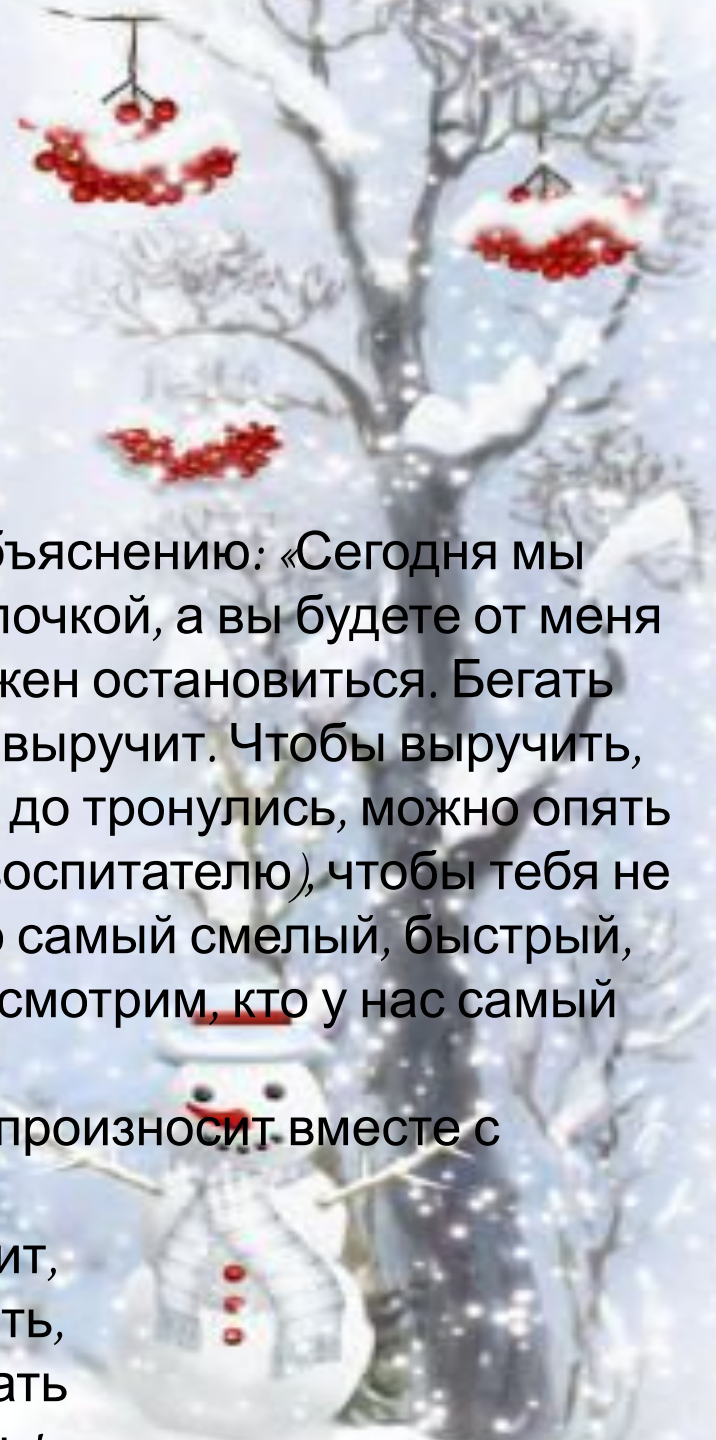 бъяснению: «Сегодня мы
лочкой, а вы будете от меня
жен остановиться. Бегать
выручит. Чтобы выручить,
до тронулись, можно опять
воспитателю), чтобы тебя не
о самый смелый, быстрый,
смотрим, кто у нас самый
произносит вместе с
ит,
ть,
ать